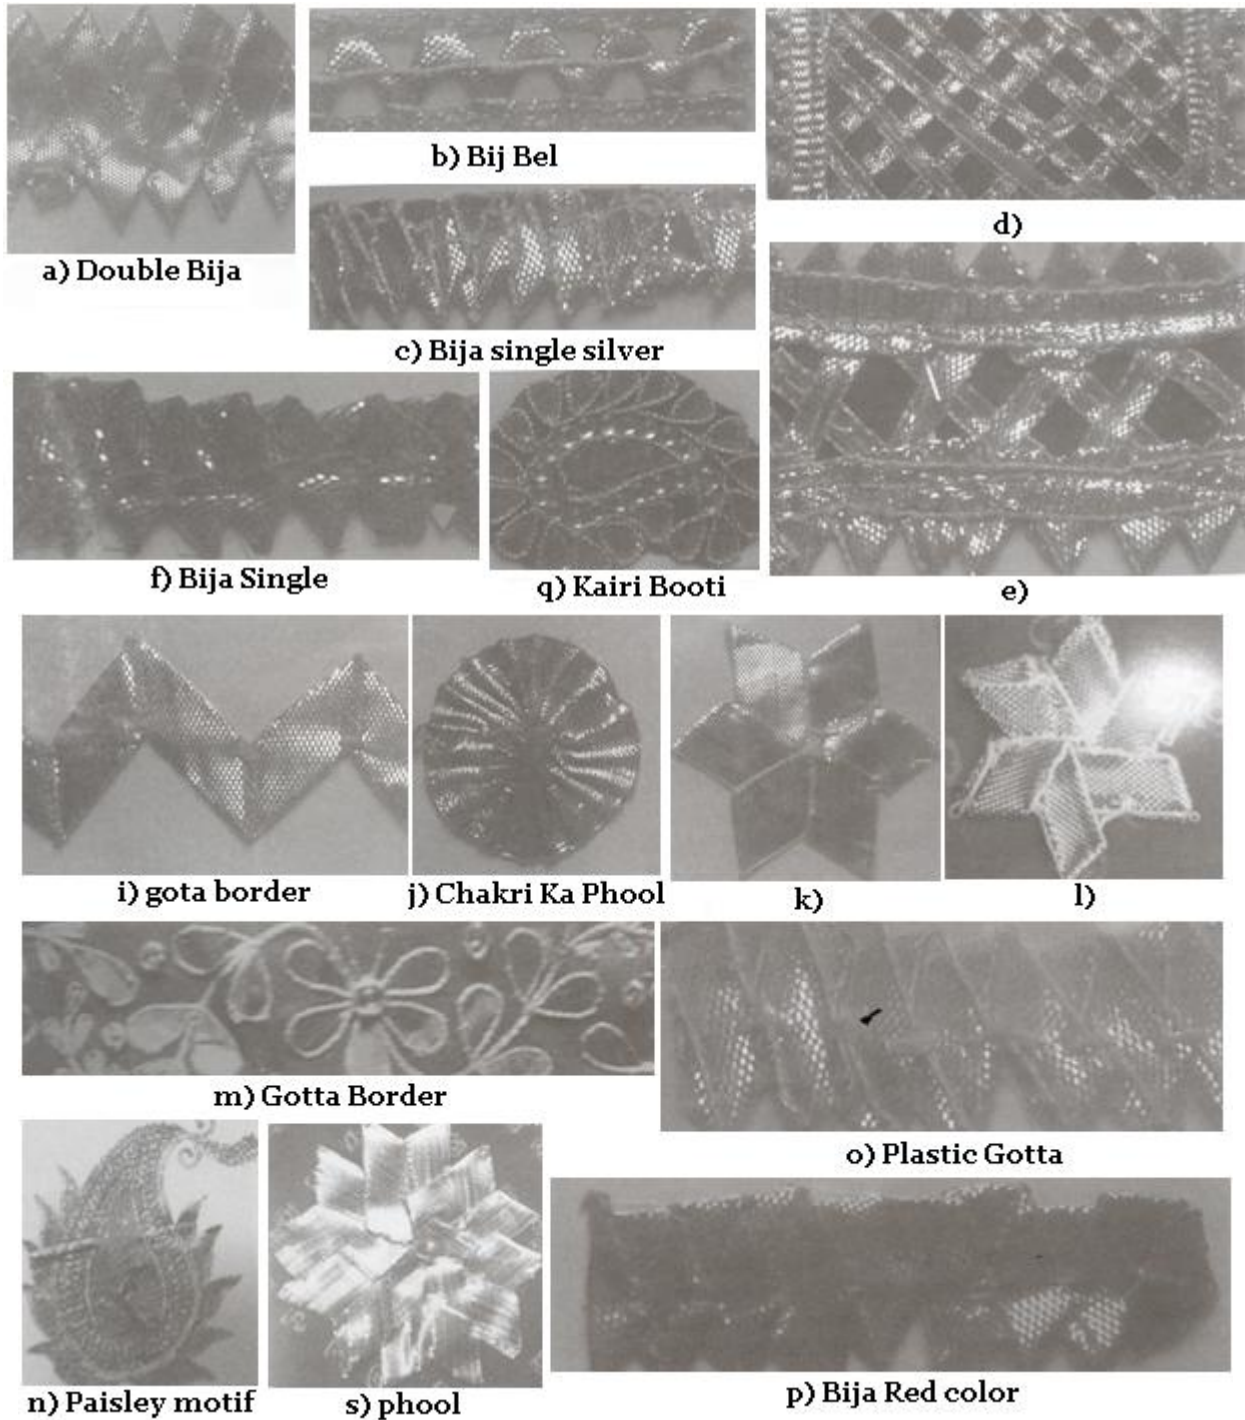 a) Double Bija
b) Bij Bel
c) Bija single silver
d)
e)
f) Bija Single
q) Kairi Booti
i) gota border
j) Chakri Ka Phool
k)
l)
m) Gotta Border
o) Plastic Gotta
n) Paisley motif
s) phool
p) Bija Red color